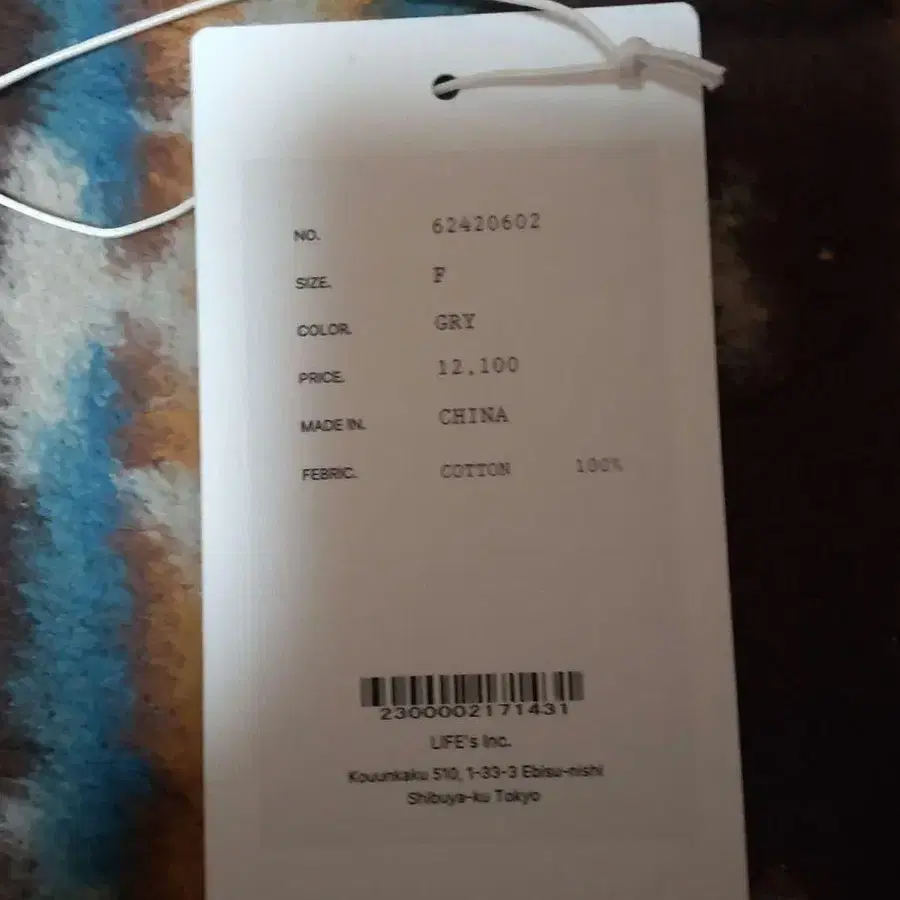 NO. 62420602
SIZE. F
COLOR. GRY
PRICE. 12,100
MADE IN. CHINA
FEBRIC. COTTON 100%
2300002171431
LIFE's Inc.
Kouunkaku 510, 1-33-3 Ebisu-nishi
Shibuya-ku Tokyo